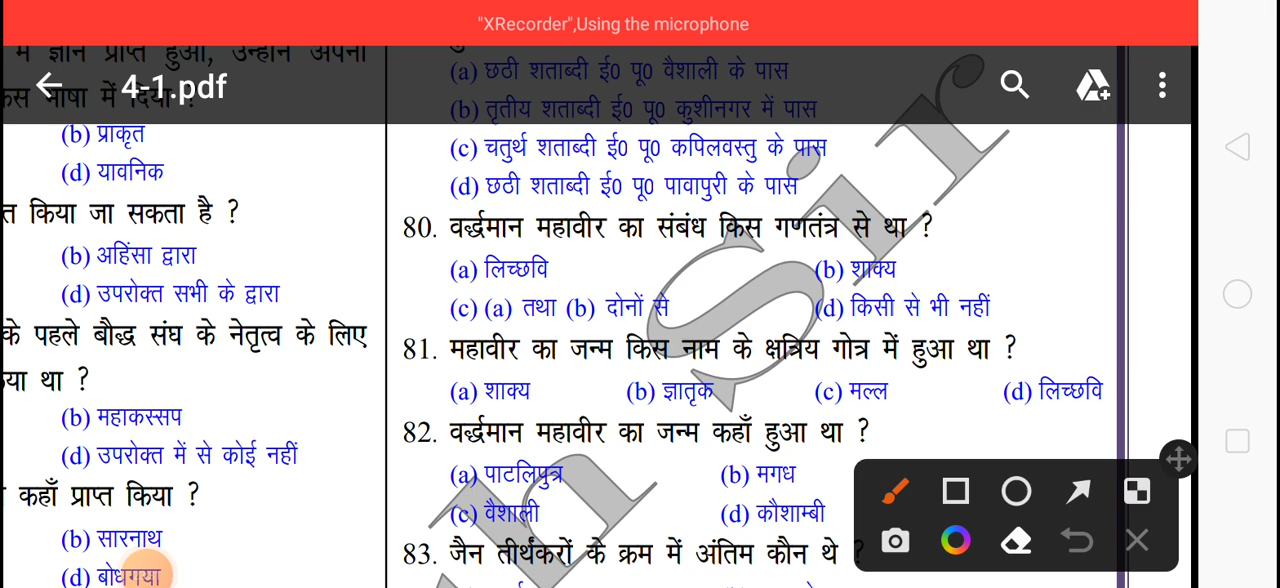 "XRecorder",Using the microphone
4-1.pdf
में ज्ञान प्राप्त हुआ, उन्होंने अपना
भाषा में दिया ?
(b) प्राकृत
(d) यावनिक
त किया जा सकता है ?
(b) अहिंसा द्वारा
(d) उपरोक्त सभी के द्वारा
के पहले बौद्ध संघ के नेतृत्व के लिए
था ?
(b) महाकस्सप
(d) उपरोक्त में से कोई नहीं
कहाँ प्राप्त किया ?
(b) सारनाथ
(d) बोधगया
(a) छठी शताब्दी ई0 पू0 वैशाली के पास
(b) तृतीय शताब्दी ई0 पू0 कुशीनगर में पास
(c) चतुर्थ शताब्दी ई0 पू0 कपिलवस्तु के पास
(d) छठी शताब्दी ई0 पू0 पावापुरी के पास
80. वर्द्धमान महावीर का संबंध किस गणतंत्र से था ?
(a) लिच्छवि (b) शाक्य
(c) (a) तथा (b) दोनों से (d) किसी से भी नहीं
81. महावीर का जन्म किस नाम के क्षत्रिय गोत्र में हुआ था ?
(a) शाक्य (b) ज्ञातृक (c) मल्ल (d) लिच्छवि
82. वर्द्धमान महावीर का जन्म कहाँ हुआ था ?
(a) पाटलिपुत्र (b) मगध
(c) वैशाली (d) कौशाम्बी
83. जैन तीर्थंकरों के क्रम में अंतिम कौन थे ?
h Sir